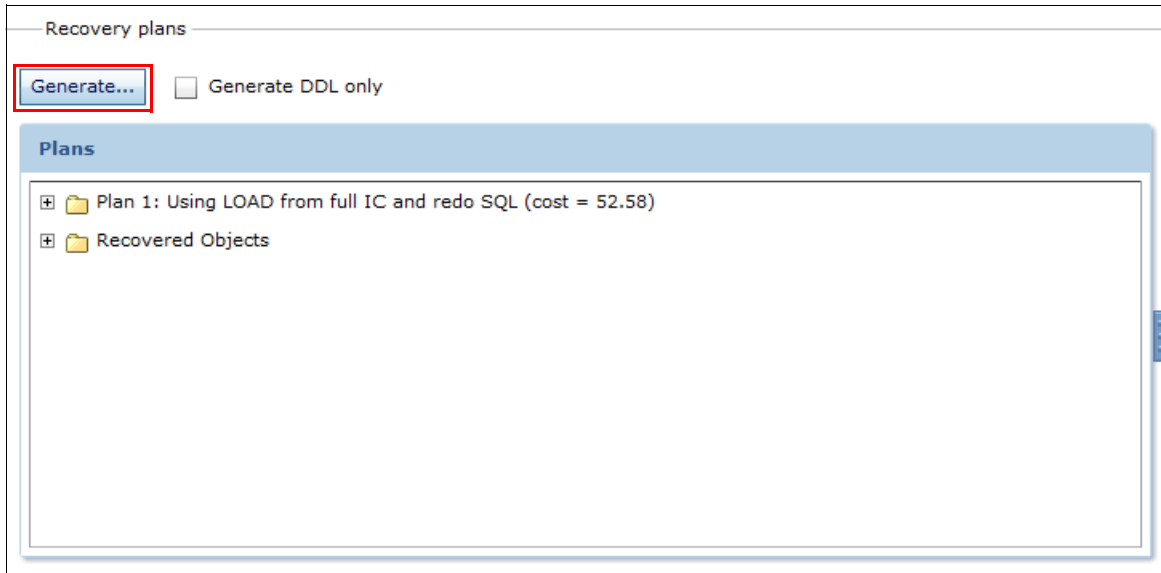 Recovery plans
Generate... Generate DDL only
Plans
Plan 1: Using LOAD from full IC and redo SQL (cost = 52.58)
Recovered Objects